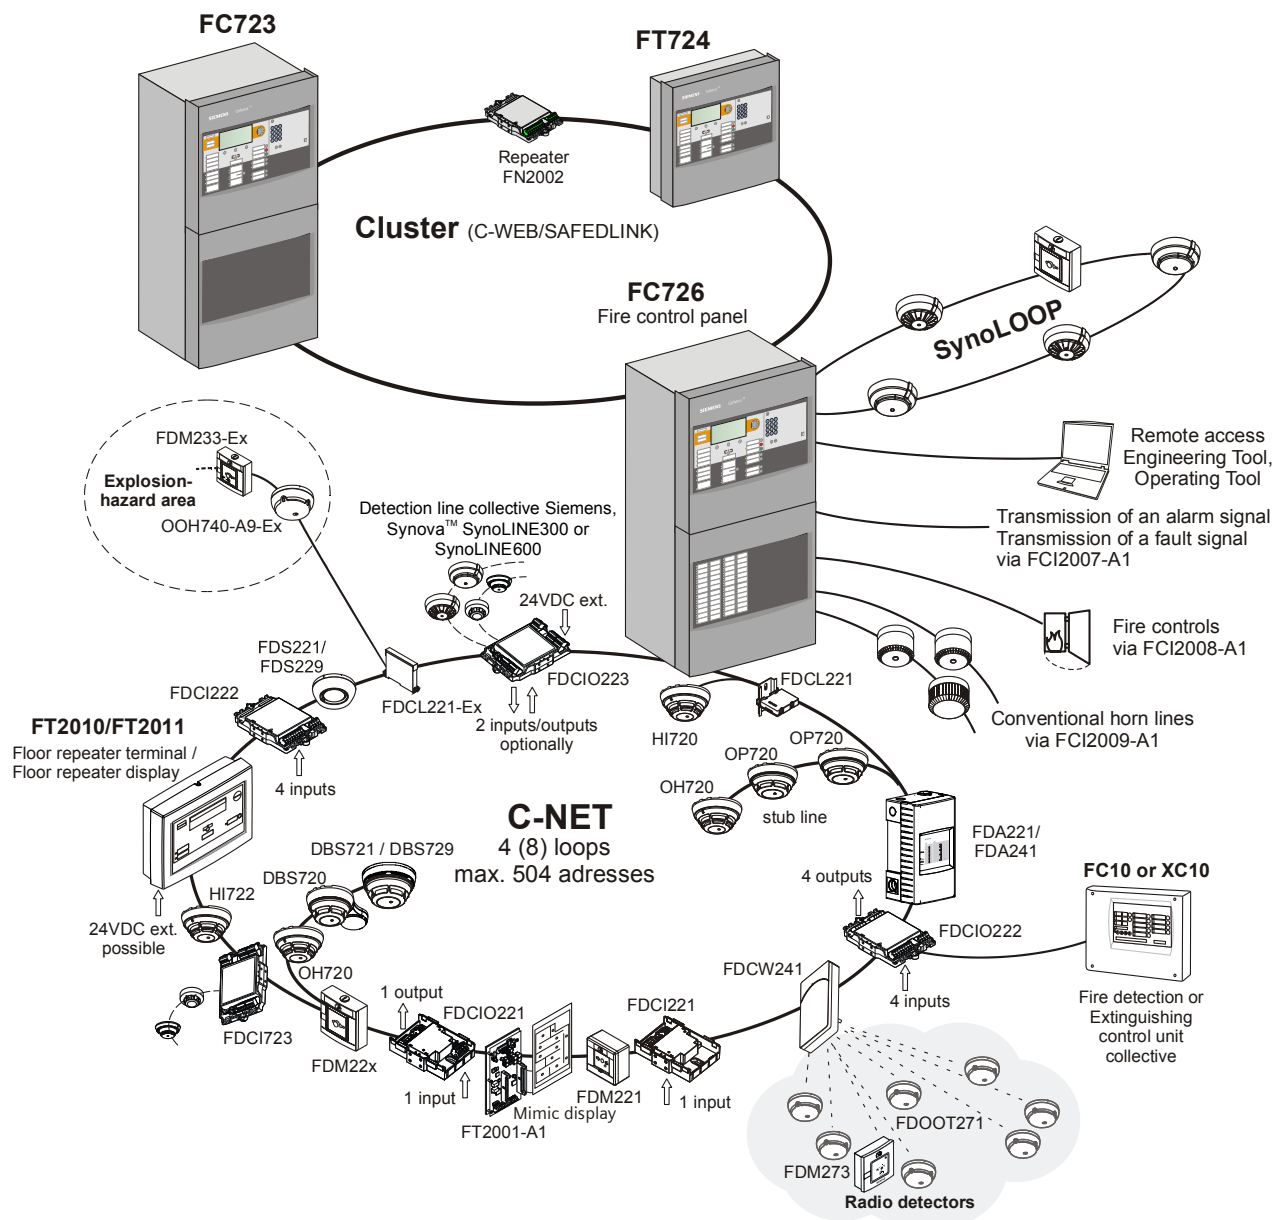 FC723
FT724
Repeater
FN2002
Cluster (C-WEB/SAFEDLINK)
FC726
Fire control panel
SynoLOOP
SIEMENS
SIEMENS
SIEMENS
Remote access
Engineering Tool,
Operating Tool
Transmission of an alarm signal
Transmission of a fault signal
via FCI2007-A1
Fire controls
via FCI2008-A1
Conventional horn lines
via FCI2009-A1
FDM233-Ex
Explosion-
hazard area
OOH740-A9-Ex
Detection line collective Siemens,
Synova™ SynoLINE300 or
SynoLINE600
24VDC ext.
FDS221/
FDS229
FDCI222
FDCL221-Ex
FDCIO223
2 inputs/outputs
optionally
FDCL221
HI720
OP720
OP720
OH720
stub line
FT2010/FT2011
Floor repeater terminal /
Floor repeater display
4 inputs
C-NET
4 (8) loops
max. 504 adresses
FDA221/
FDA241
DBS721 / DBS729
DBS720
HI722
24VDC ext.
possible
OH720
4 outputs
FDCIO222
FC10 or XC10
4 inputs
Fire detection or
Extinguishing
control unit
collective
FDCW241
FDCI723
1 output
FDCIO221
FDCI221
FDM22x
1 input
FDM221
1 input
Mimic display
FT2001-A1
FDOOT271
FDM273
Radio detectors